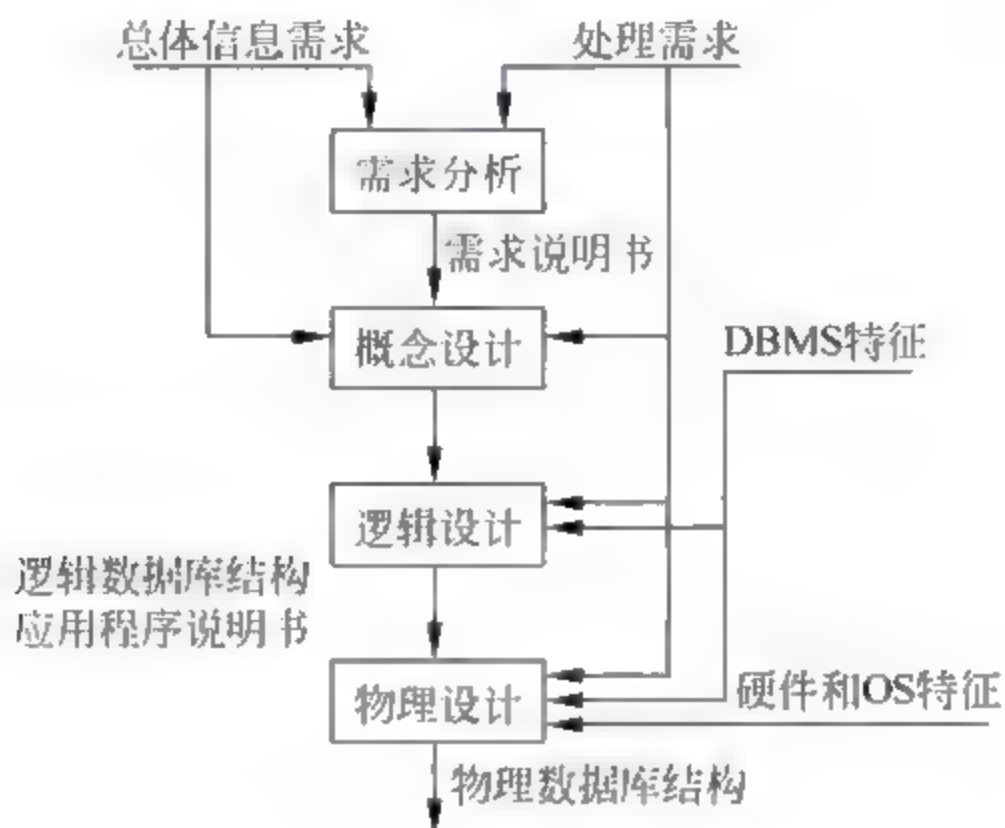 总体信息需求
处理需求
需求分析
需求说明书
概念设计
DBMS特征
逻辑设计
逻辑数据库结构
应用程序说明书
物理设计
硬件和OS特征
物理数据库结构